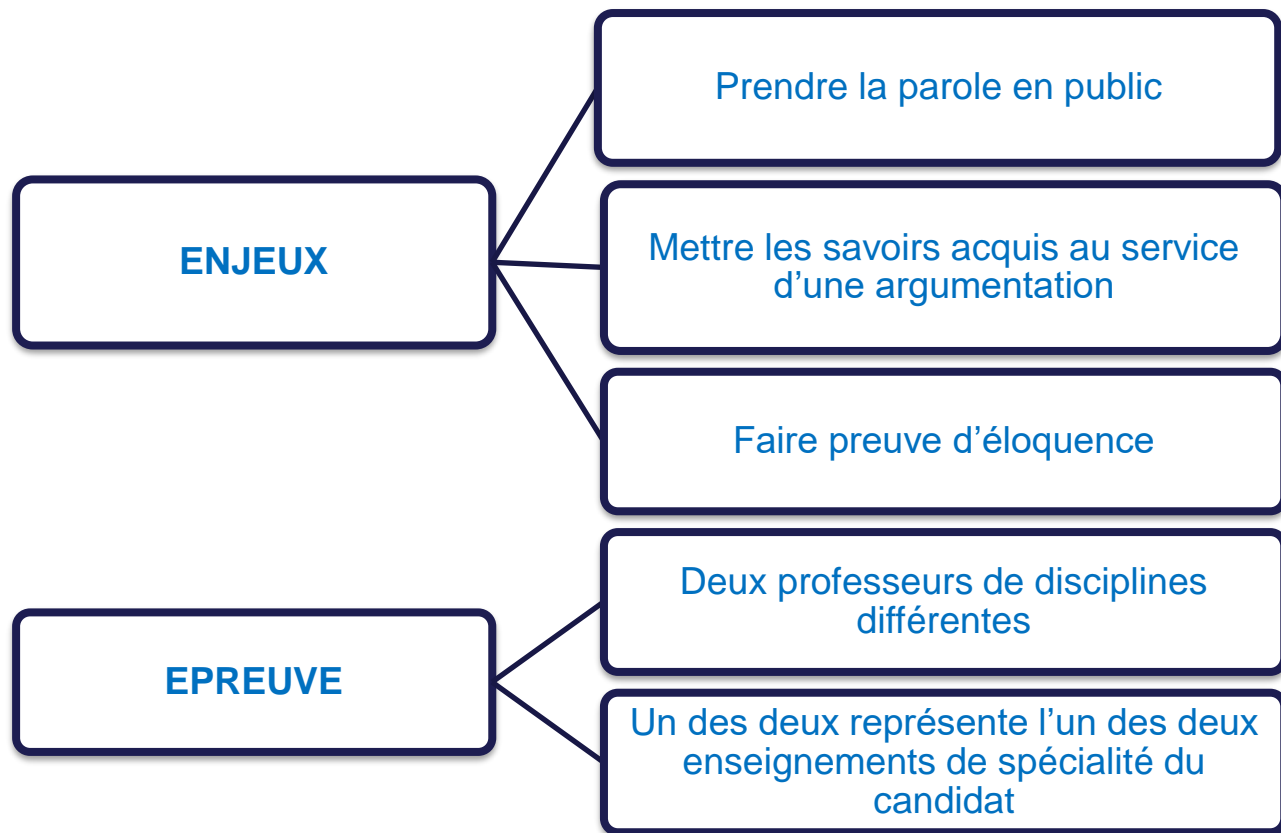 ENJEUX
Prendre la parole en public
Mettre les savoirs acquis au service
d’une argumentation
Faire preuve d’éloquence
EPREUVE
Deux professeurs de disciplines
différentes
Un des deux représente l’un des deux
enseignements de spécialité du
candidat